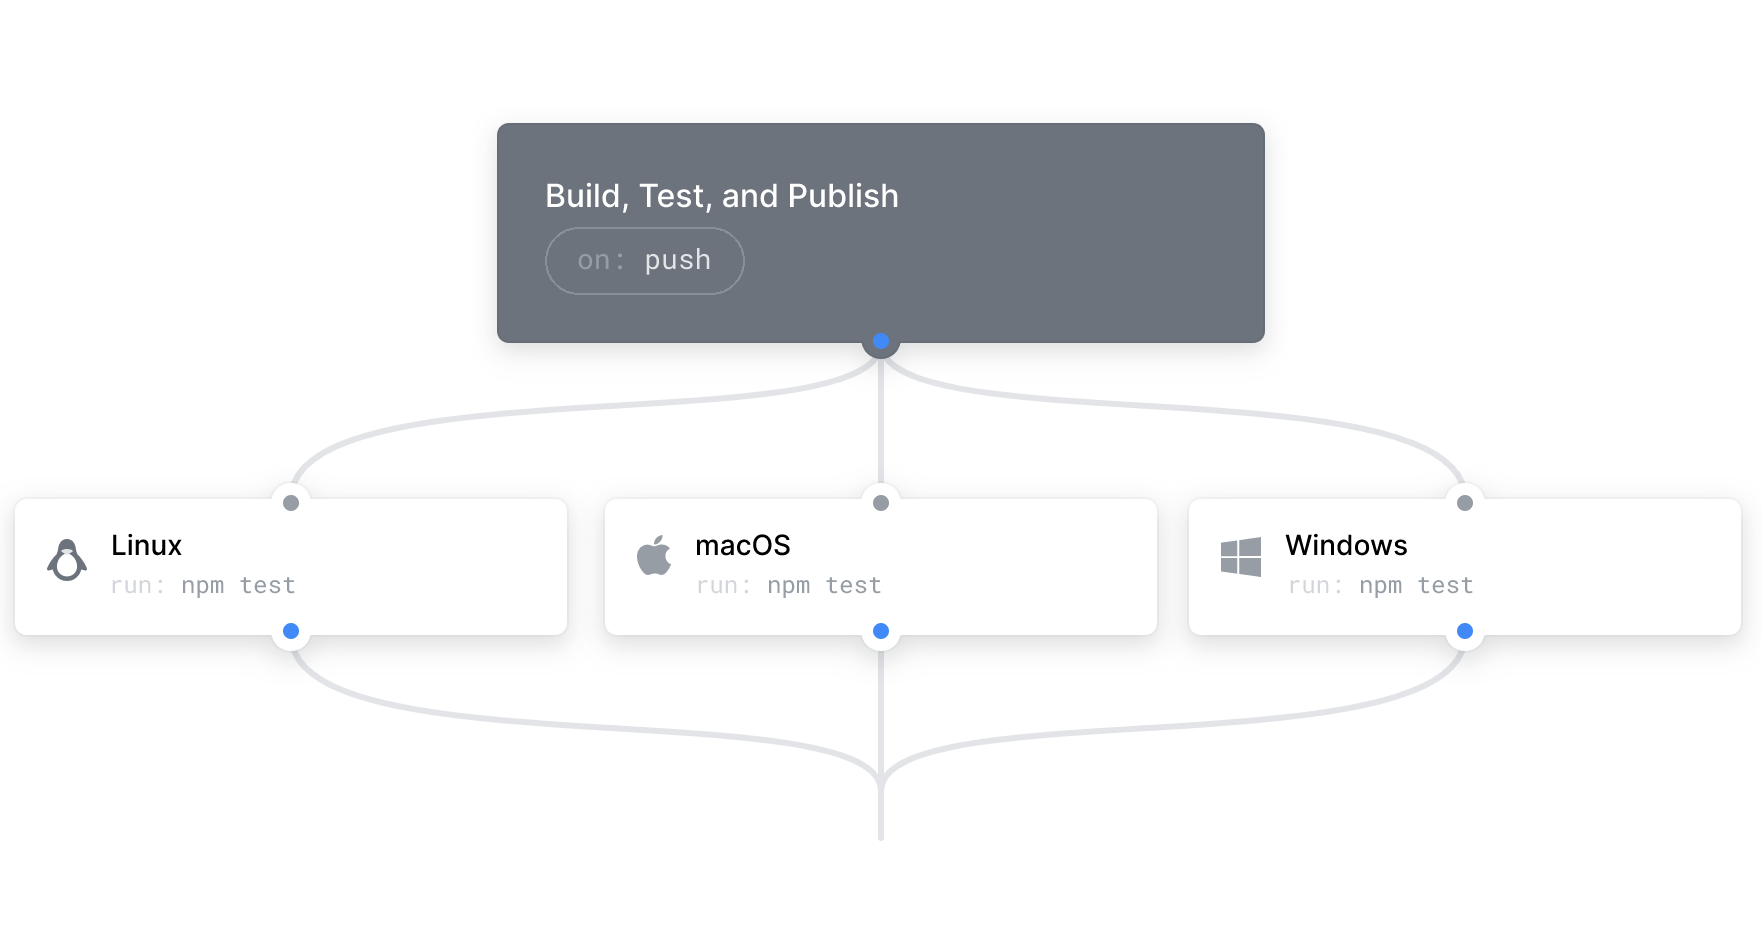 Build, Test, and Publish
on: push
Linux
run: npm test
macOS
run: npm test
Windows
run: npm test